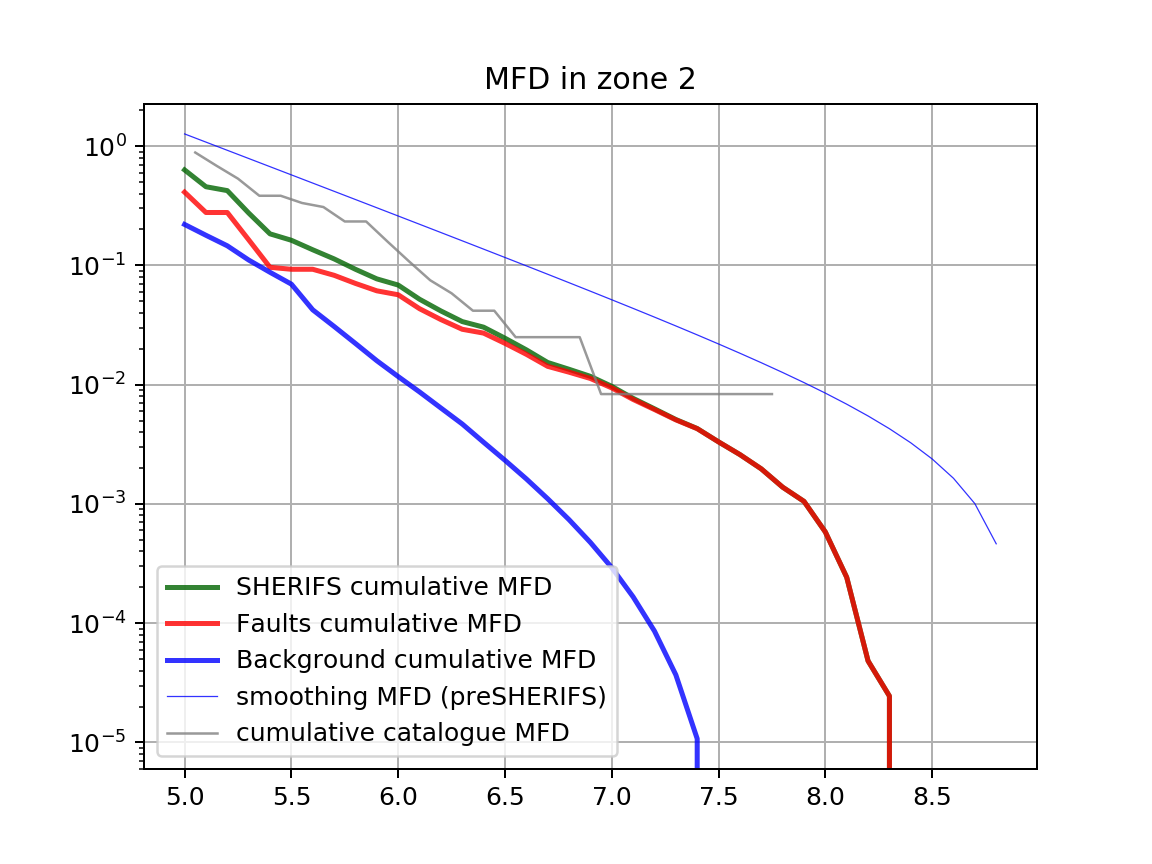 MFD in zone 2
10⁰
10⁻¹
10⁻²
10⁻³
10⁻⁴
10⁻⁵
SHERIFS cumulative MFD
Faults cumulative MFD
Background cumulative MFD
smoothing MFD (preSHERIFS)
cumulative catalogue MFD
5.0 5.5 6.0 6.5 7.0 7.5 8.0 8.5